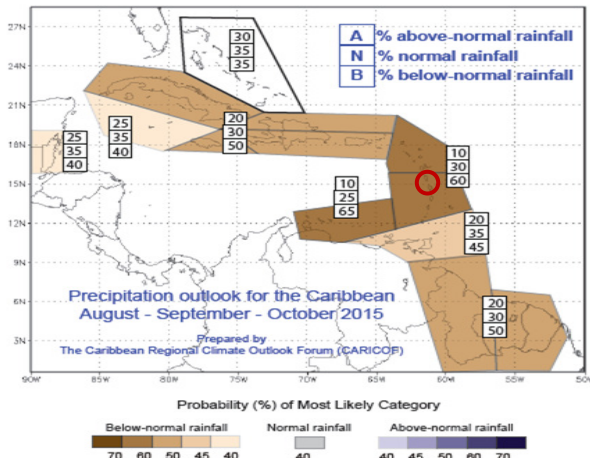 27N
24N
21N
18N
15N
12N
9N
6N
3N
90W
85W
80W
75W
70W
65W
60W
55W
50
A % above-normal rainfall
N % normal rainfall
B % below-normal rainfall
30
35
35
25
35
40
25
35
40
20
30
50
10
30
60
10
25
65
20
35
45
20
30
50
Precipitation outlook for the Caribbean
August - September - October 2015
Prepared by
The Caribbean Regional Climate Outlook Forum (CARICOF)
Probability (%) of Most Likely Category
Below-normal rainfall
Normal rainfall
Above-normal rainfall
70 60 50 45 40
40
40 45 50 60 70